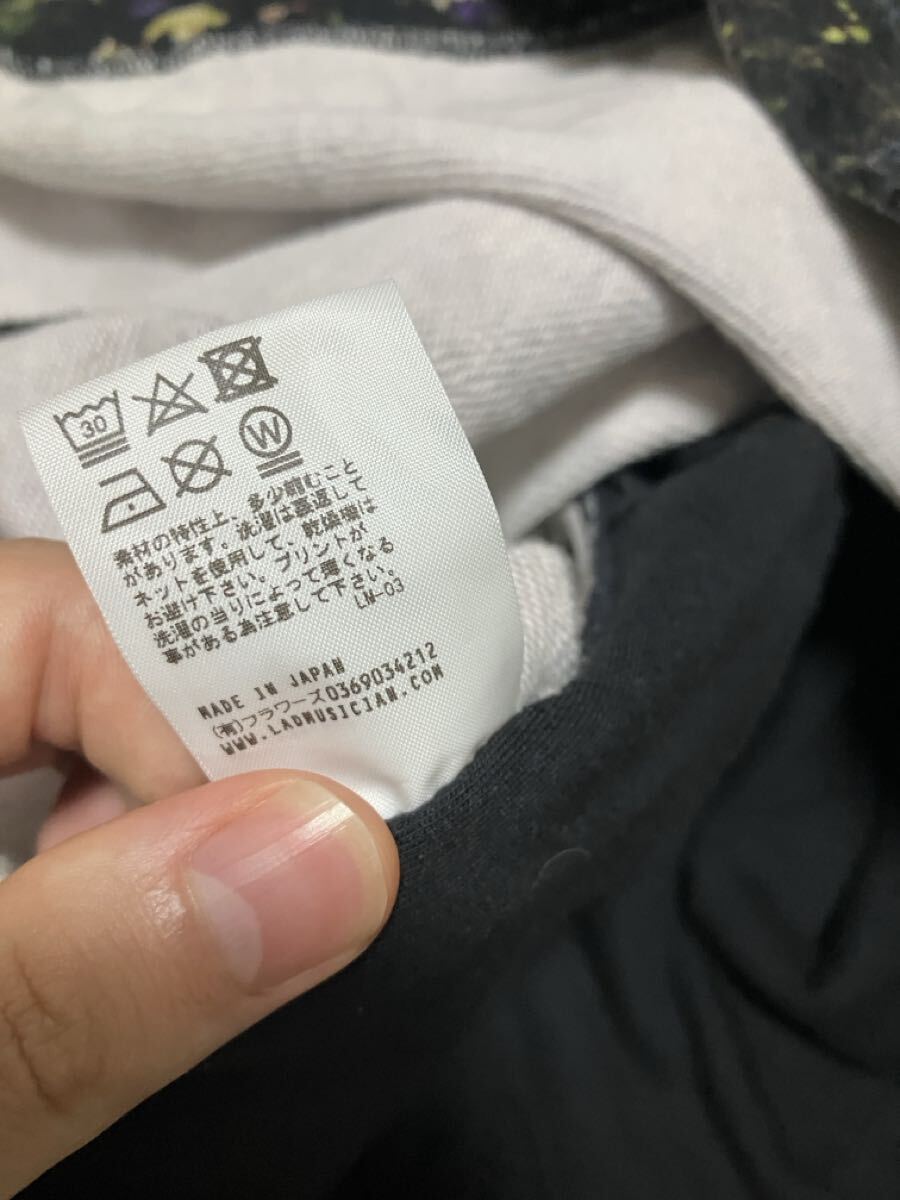 30
W
素材の特性上、多少縮むこと
があります。洗濯は裏返して
ネットを使用して、乾燥機は
お避け下さい。プリントが
洗濯の当りによって薄くなる
事がある為注意して下さい。
LM-03
MADE IN JAPAN
(有)フラワーズ0369034212
WWW.LADMUSICIAN.COM